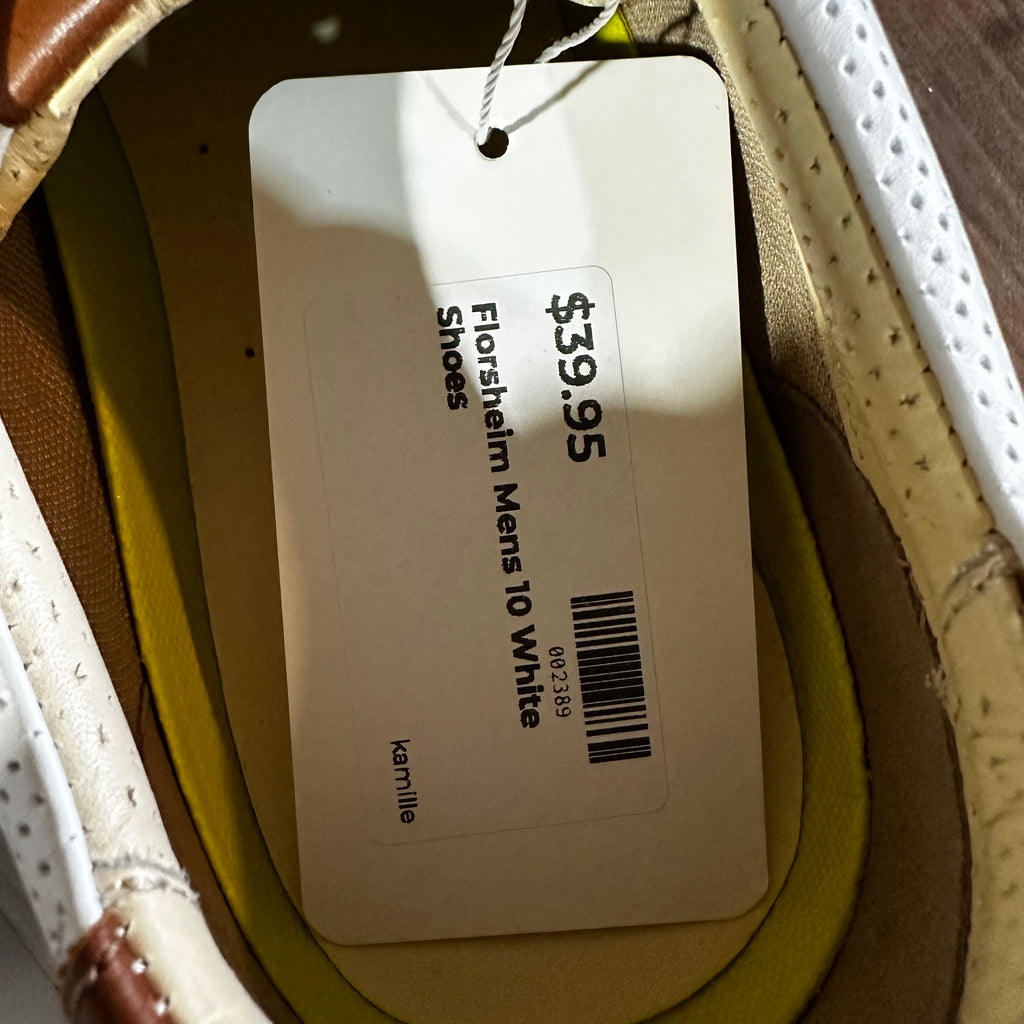 $39.95
002389
Florsheim Mens 10 White
Shoes
kamille